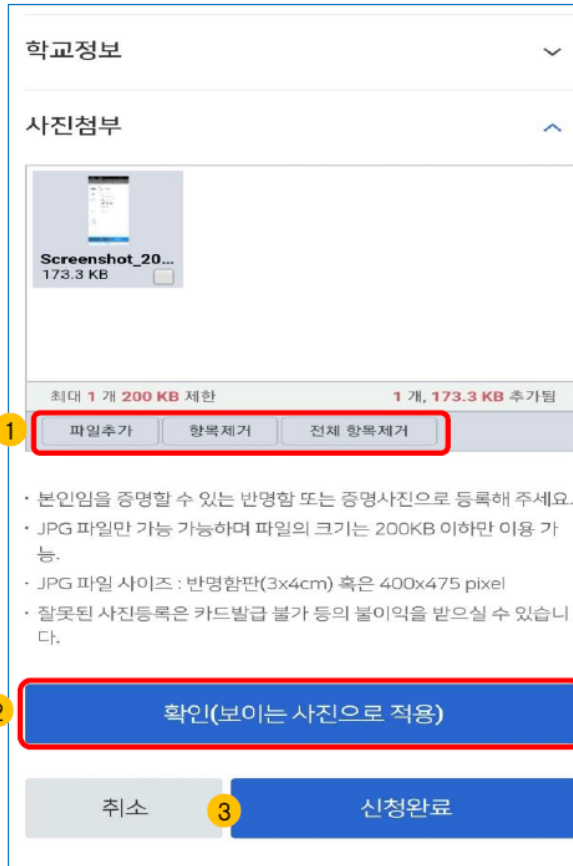 학교정보
사진첨부
Screenshot_20...
173.3 KB
최대 1 개 200 KB 제한
1 개, 173.3 KB 추가됨
1
파일추가
항목제거
전체 항목제거
· 본인임을 증명할 수 있는 반명함 또는 증명사진으로 등록해 주세요.
· JPG 파일만 가능 가능하며 파일의 크기는 200KB 이하만 이용 가
능.
· JPG 파일 사이즈 : 반명함판(3x4cm) 혹은 400x475 pixel
· 잘못된 사진등록은 카드발급 불가 등의 불이익을 받으실 수 있습니
다.
2
확인(보이는 사진으로 적용)
취소
3
신청완료